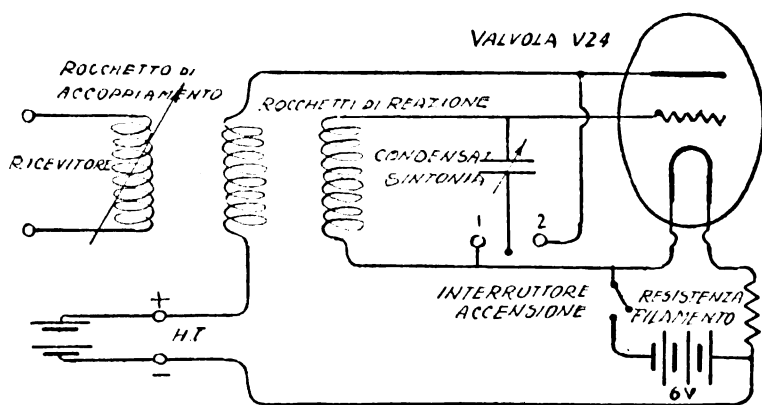 VALVOLA V24
ROCCHETTO DI
ACCOPPIAMENTO
ROCCHETTI DI REAZIONE
RICEVITORE
CONDENSAT
SINTONIA
1
2
+
H.T
−
INTERRUTTORE
ACCENSIONE
RESISTENZA
FILAMENTO
6V